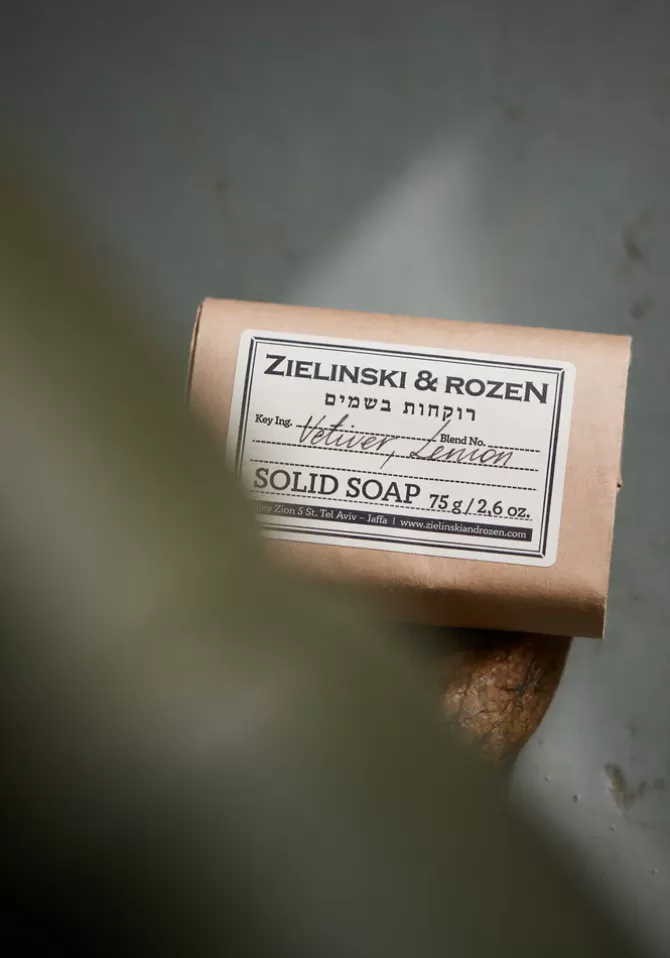 ZIELINSKI & ROZEN
רוקחות בשמים
Key Ing. Vetiver, Lemon Blend No.
SOLID SOAP 75 g / 2,6 oz.
Zion 5 St. Tel Aviv – Jaffa | www.zielinskiandrozen.com